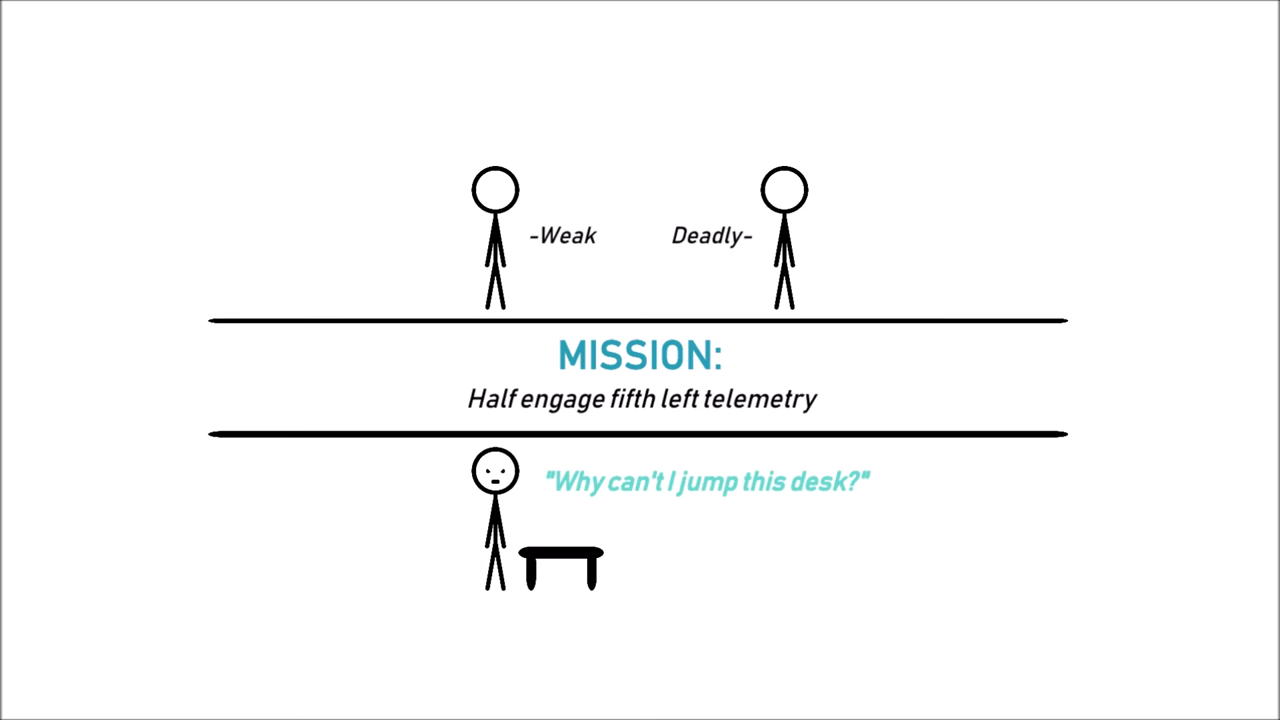 -Weak
Deadly-
MISSION:
Half engage fifth left telemetry
"Why can't I jump this desk?"